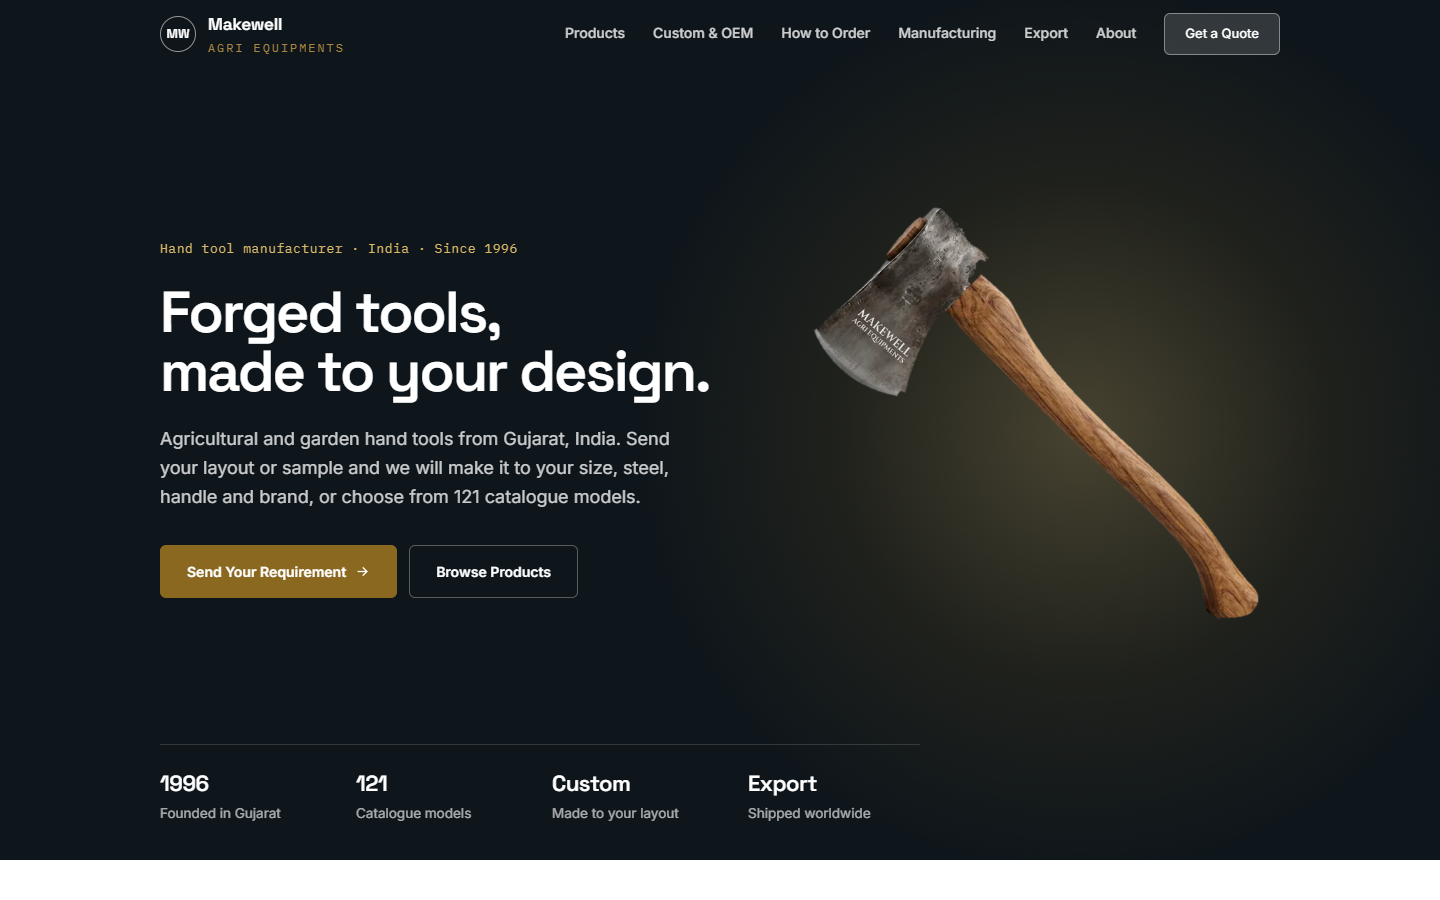 MW
Makewell
AGRI EQUIPMENTS
Products
Custom & OEM
How to Order
Manufacturing
Export
About
Get a Quote
Hand tool manufacturer · India · Since 1996
Forged tools,
made to your design.
Agricultural and garden hand tools from Gujarat, India. Send
your layout or sample and we will make it to your size, steel,
handle and brand, or choose from 121 catalogue models.
Send Your Requirement →
Browse Products
MAKEWELL
AGRI EQUIPMENTS
1996
Founded in Gujarat
121
Catalogue models
Custom
Made to your layout
Export
Shipped worldwide